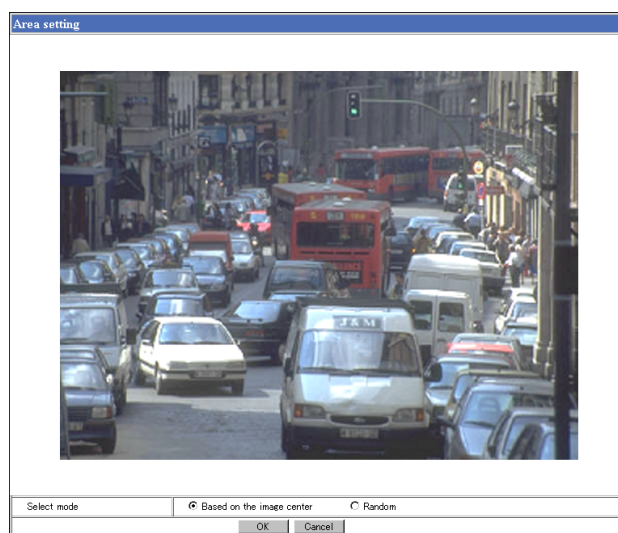 Area setting
J&M
Select mode
Based on the image center
Random
OK
Cancel